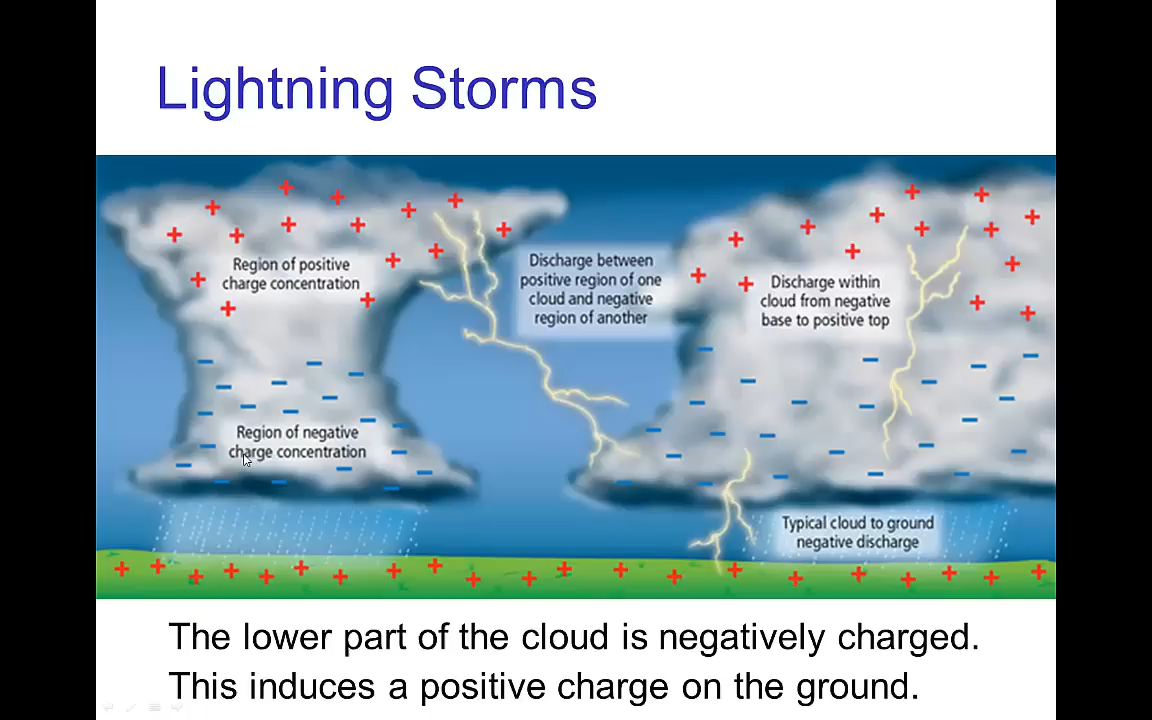 Lightning Storms
Region of positive
charge concentration
Discharge between
positive region of one
cloud and negative
region of another
Discharge within
cloud from negative
base to positive top
Region of negative
charge concentration
Typical cloud to ground
negative discharge
The lower part of the cloud is negatively charged.
This induces a positive charge on the ground.